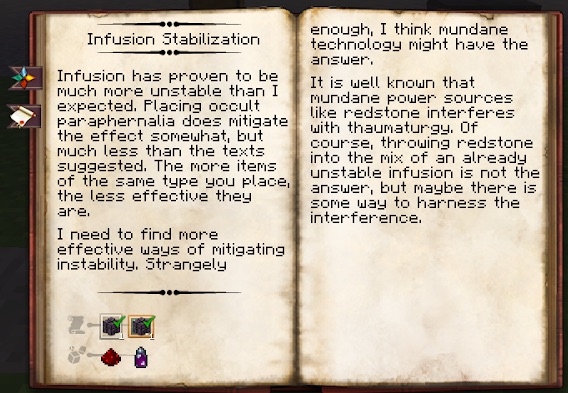 Infusion Stabilization
Infusion has proven to be
much more unstable than I
expected. Placing occult
paraphernalia does mitigate
the effect somewhat, but
much less than the texts
suggested. The more items
of the same type you place,
the less effective they
are.
I need to find more
effective ways of mitigating
instability. Strangely
enough, I think mundane
technology might have the
answer.
It is well known that
mundane power sources
like redstone interferes
with thaumaturgy. Of
course, throwing redstone
into the mix of an already
unstable infusion is not the
answer, but maybe there is
some way to harness the
interference.